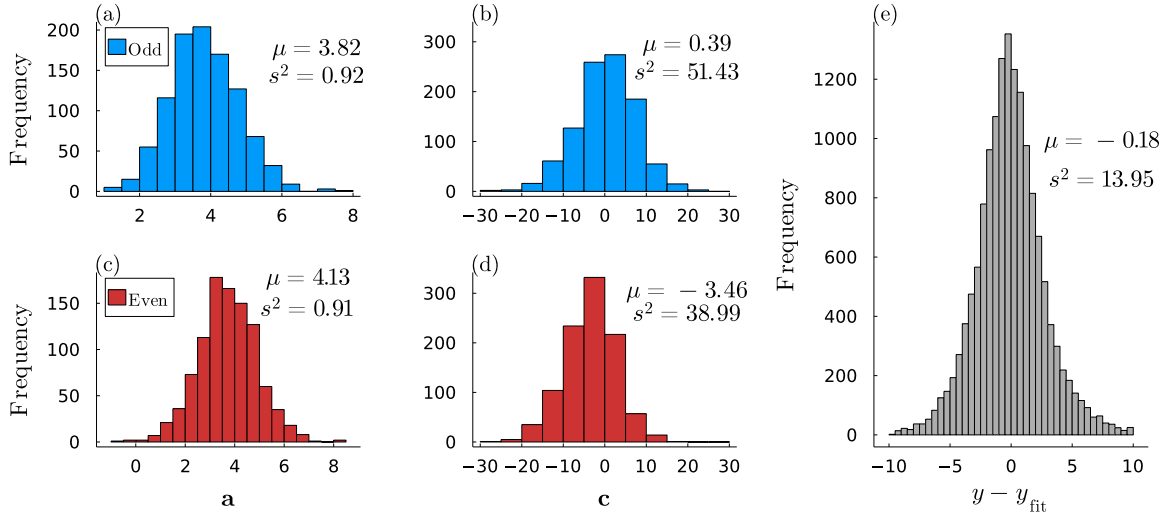 (a)
Odd
μ = 3.82
s² = 0.92
Frequency
200
150
100
50
0
2 4 6 8
(b)
μ = 0.39
s² = 51.43
300
200
100
0
−30 −20 −10 0 10 20 30
(c)
Even
μ = 4.13
s² = 0.91
Frequency
150
100
50
0
0 2 4 6 8
a
(d)
μ = − 3.46
s² = 38.99
300
200
100
0
−30 −20 −10 0 10 20 30
c
(e)
μ = − 0.18
s² = 13.95
Frequency
1200
1000
800
600
400
200
0
−10 −5 0 5 10
y − y_fit